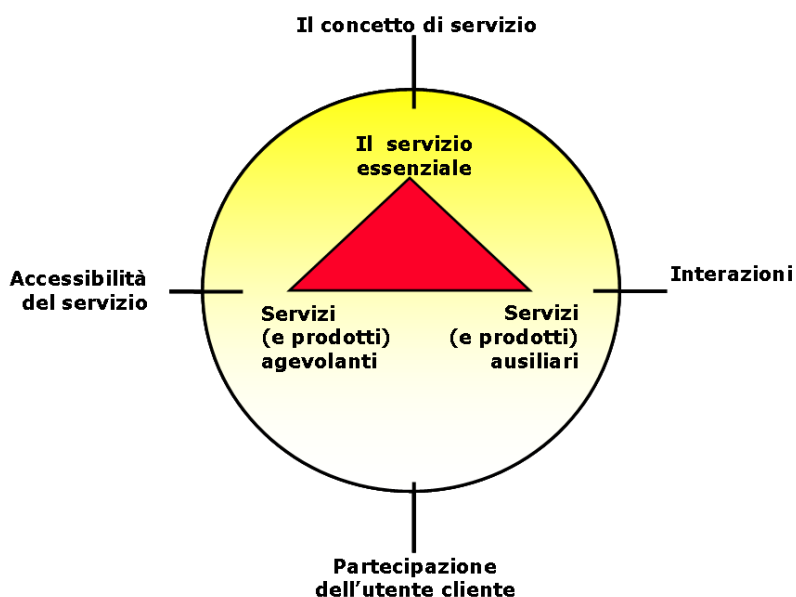 Il concetto di servizio
Il servizio
essenziale
Accessibilità
del servizio
Interazioni
Servizi
(e prodotti)
agevolanti
Servizi
(e prodotti)
ausiliari
Partecipazione
dell'utente cliente